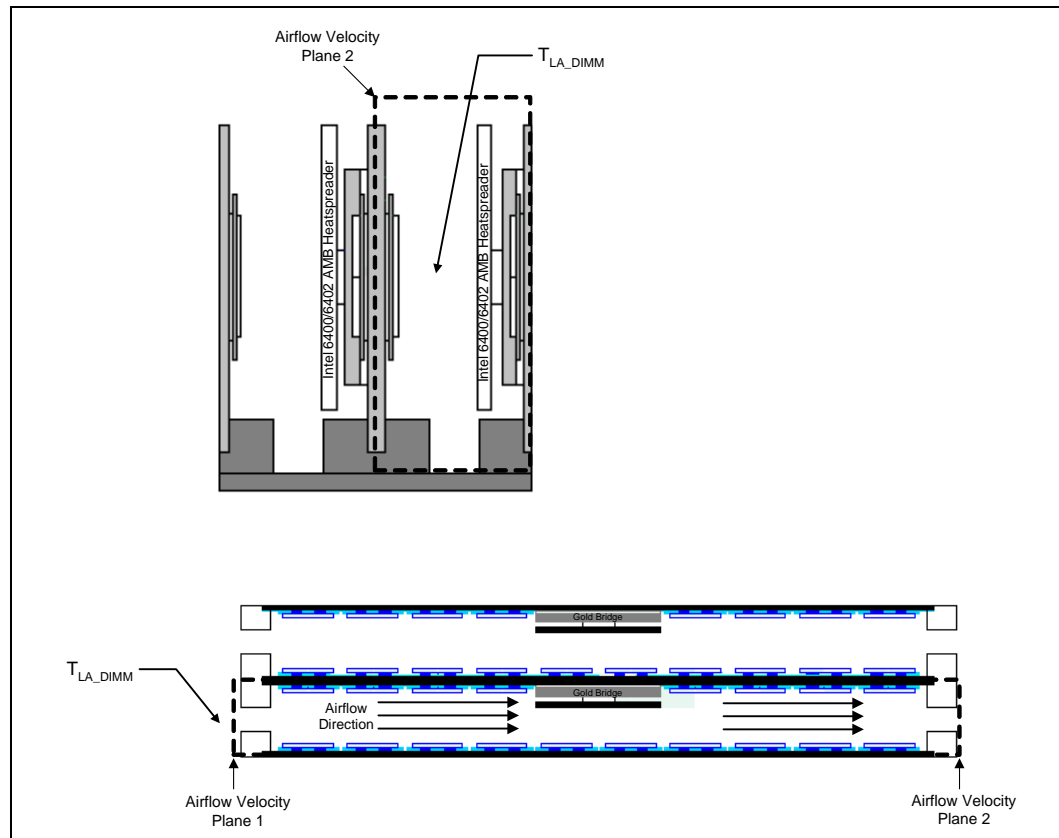 Airflow Velocity
Plane 2
TLA_DIMM
Intel 6400/6402 AMB Heatspreader
Intel 6400/6402 AMB Heatspreader
Gold Bridge
TLA_DIMM
Gold Bridge
Airflow
Direction
Airflow Velocity
Plane 1
Airflow Velocity
Plane 2